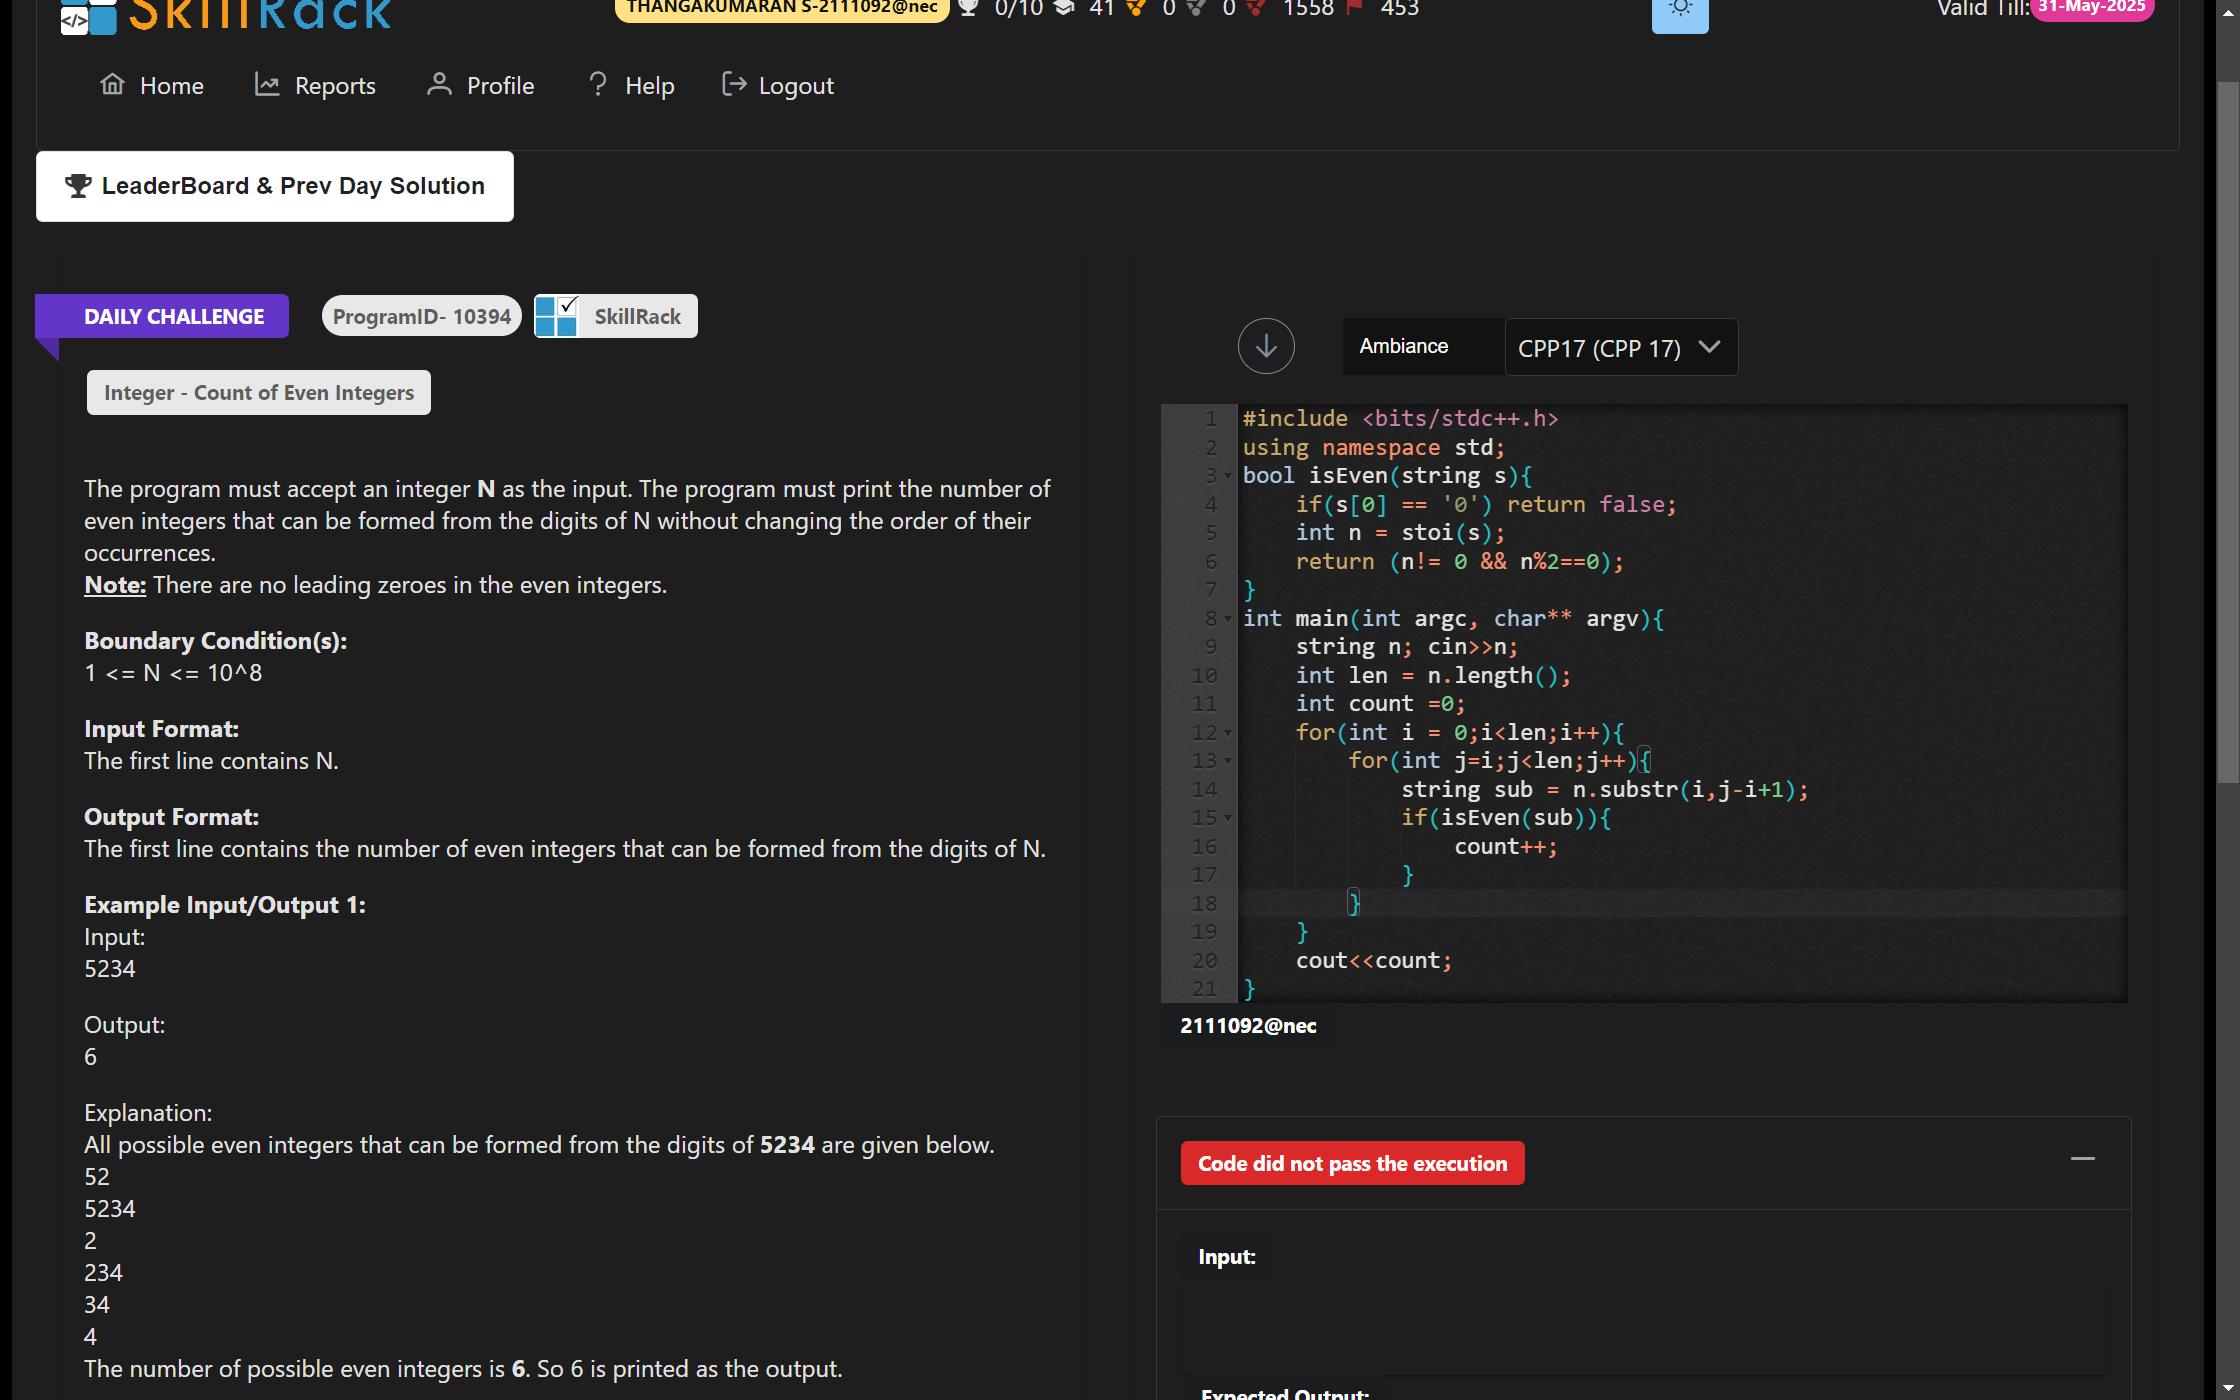 SkillRack
THANGAKUMARAN S-2111092@nec 0/10 41 0 0 1558 453
Valid Till: 31-May-2025
Home Reports Profile Help Logout
LeaderBoard & Prev Day Solution
DAILY CHALLENGE ProgramID- 10394 SkillRack
Integer - Count of Even Integers
The program must accept an integer N as the input. The program must print the number of
even integers that can be formed from the digits of N without changing the order of their
occurrences.
Note: There are no leading zeroes in the even integers.
Boundary Condition(s):
1 <= N <= 10^8
Input Format:
The first line contains N.
Output Format:
The first line contains the number of even integers that can be formed from the digits of N.
Example Input/Output 1:
Input:
5234
Output:
6
Explanation:
All possible even integers that can be formed from the digits of 5234 are given below.
52
5234
2
234
34
4
The number of possible even integers is 6. So 6 is printed as the output.
Ambiance CPP17 (CPP 17)
1 #include <bits/stdc++.h>
2 using namespace std;
3 bool isEven(string s){
4     if(s[0] == '0') return false;
5     int n = stoi(s);
6     return (n!= 0 && n%2==0);
7 }
8 int main(int argc, char** argv){
9     string n; cin>>n;
10     int len = n.length();
11     int count =0;
12     for(int i = 0;i<len;i++){
13         for(int j=i;j<len;j++){
14             string sub = n.substr(i,j-i+1);
15             if(isEven(sub)){
16                 count++;
17             }
18         }
19     }
20     cout<<count;
21 }
2111092@nec
Code did not pass the execution
Input:
Expected Output: